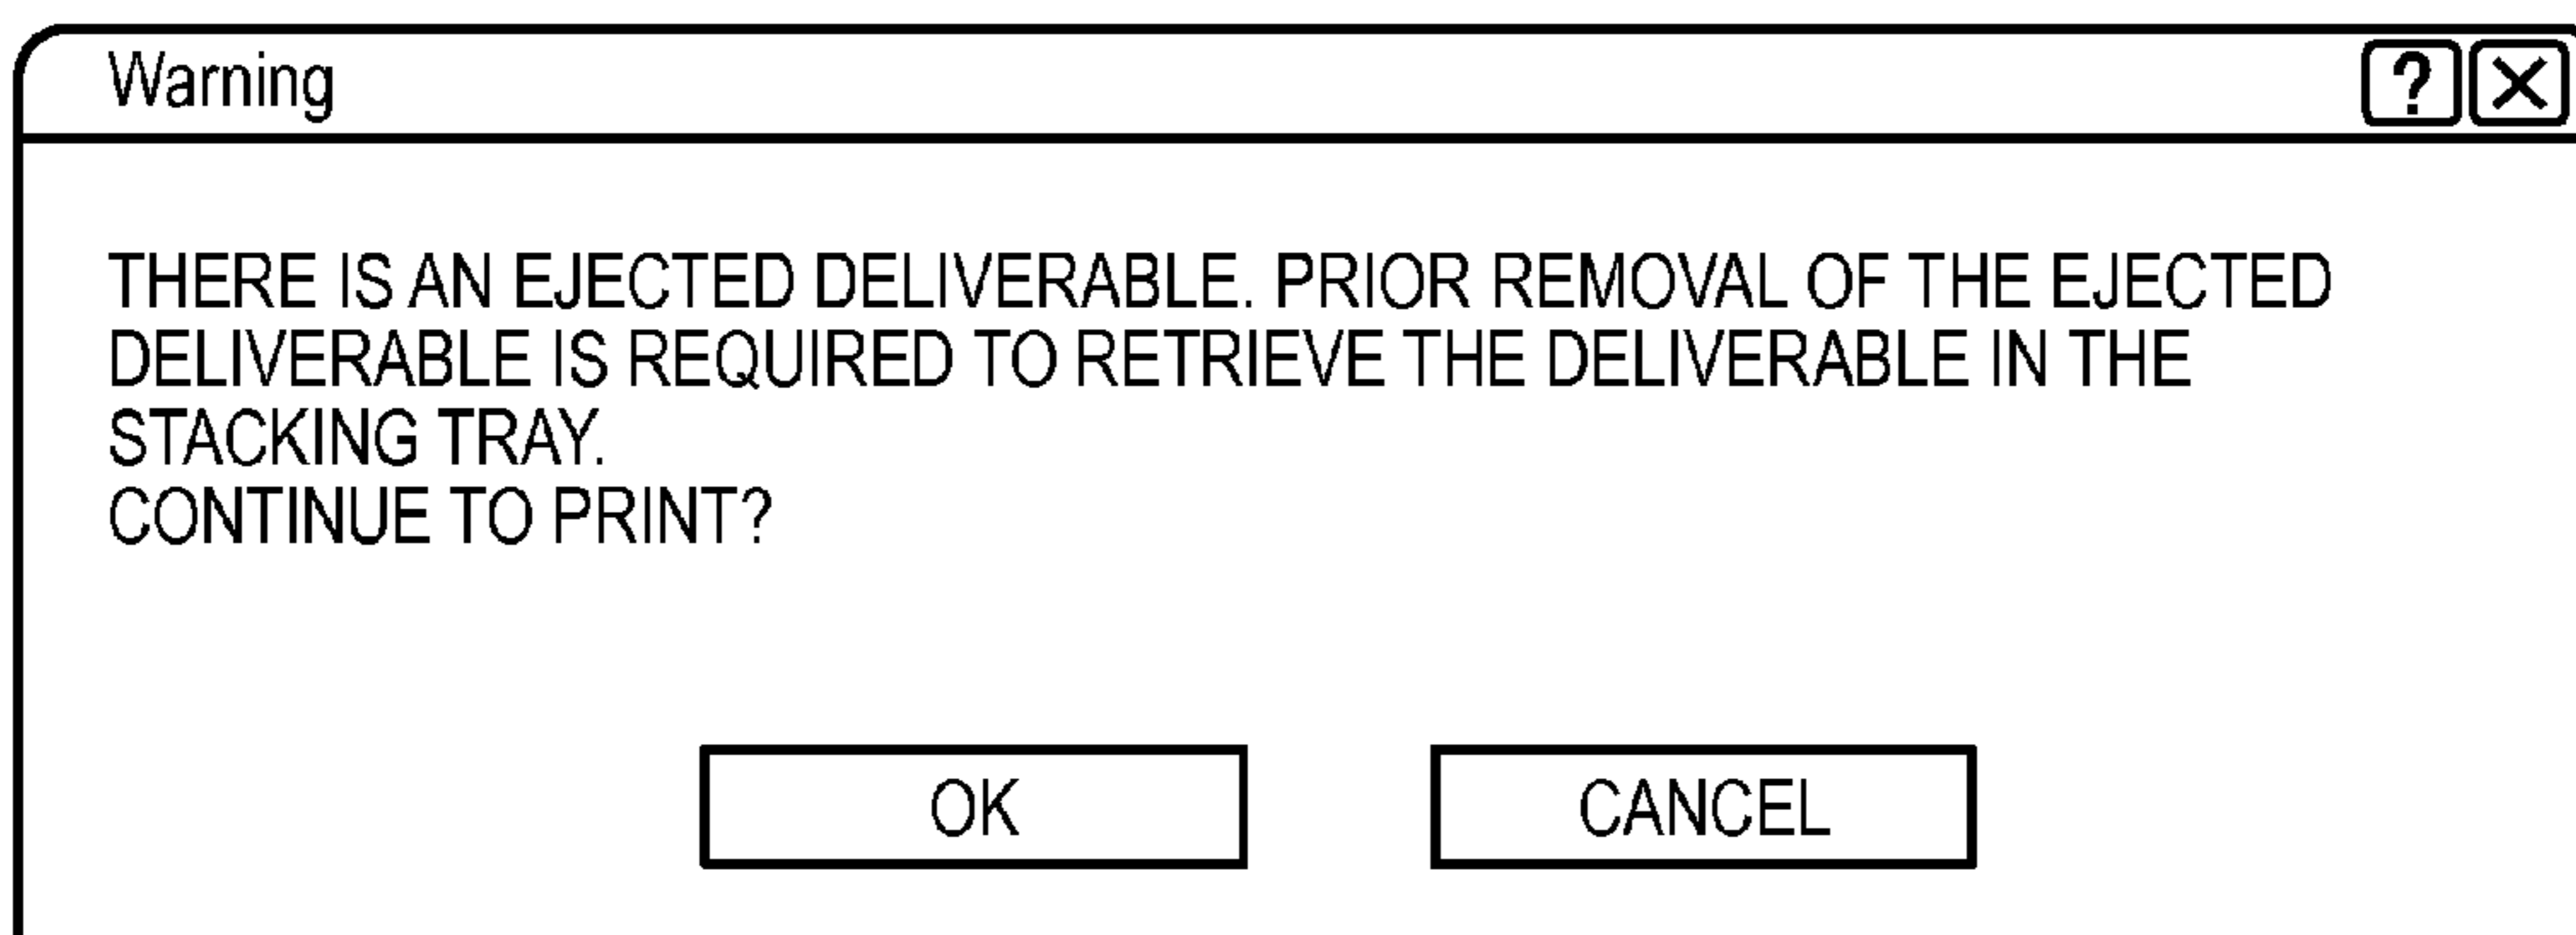 Warning ? X
THERE IS AN EJECTED DELIVERABLE. PRIOR REMOVAL OF THE EJECTED
DELIVERABLE IS REQUIRED TO RETRIEVE THE DELIVERABLE IN THE
STACKING TRAY.
CONTINUE TO PRINT?
OK CANCEL